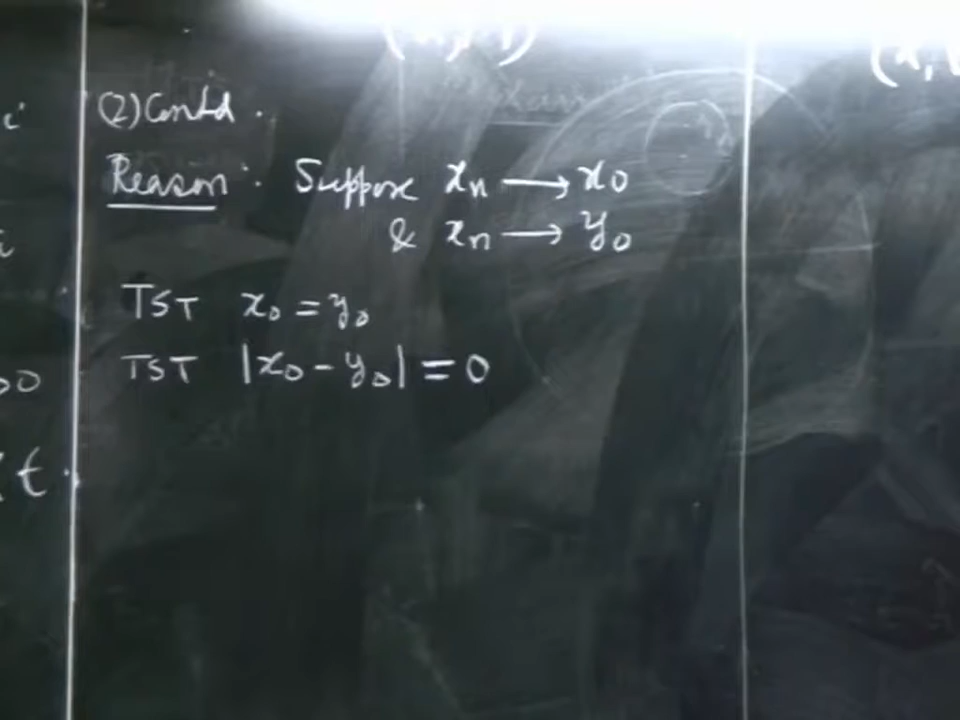 (2) Contd.
Reason: Suppose xn ⟶ x0
& xn ⟶ y0
TST x0 = y0
TST |x0 - y0| = 0